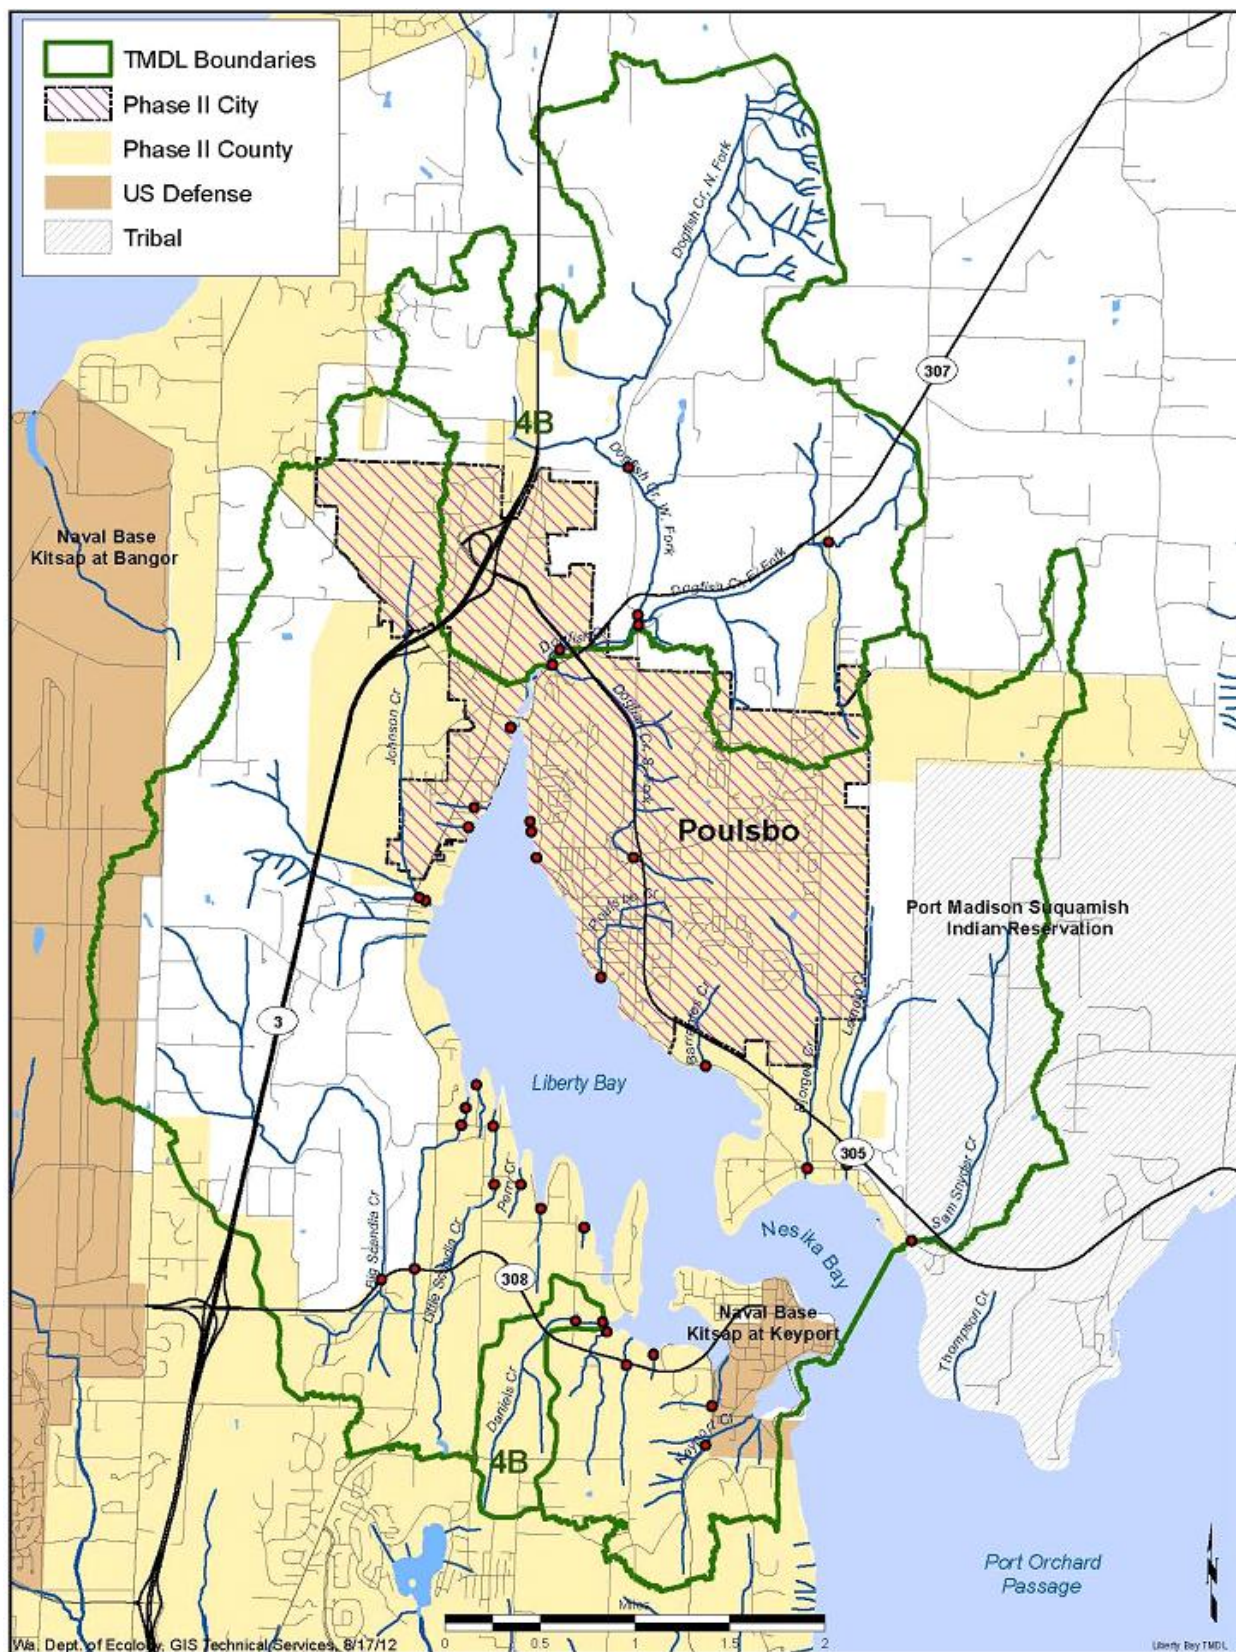 TMDL Boundaries
Phase II City
Phase II County
US Defense
Tribal
Dogfish Cr, N. Fork
307
4B
Dogfish Cr, W. Fork
Naval Base
Kitsap at Bangor
Dogfish Cr, E. Fork
Dogfish
Johnson Cr
Dogfish Cr, S. Fork
Poulsbo
Poulsbo Cr
Port Madison Suquamish
Indian Reservation
3
Barrantes Cr
Bjorgen Cr
Lemolo Cr
Liberty Bay
305
Sam Snyder Cr
Perry Cr
Big Scandia Cr
Little Scandia Cr
Nesika Bay
308
Naval Base
Kitsap at Keyport
Thompson Cr
Daniels Cr
Keyport Cr
4B
Port Orchard
Passage
N
Miles
0 0.5 1 1.5 2
Wa. Dept. of Ecology, GIS Technical Services, 8/17/12
Liberty Bay TMDL